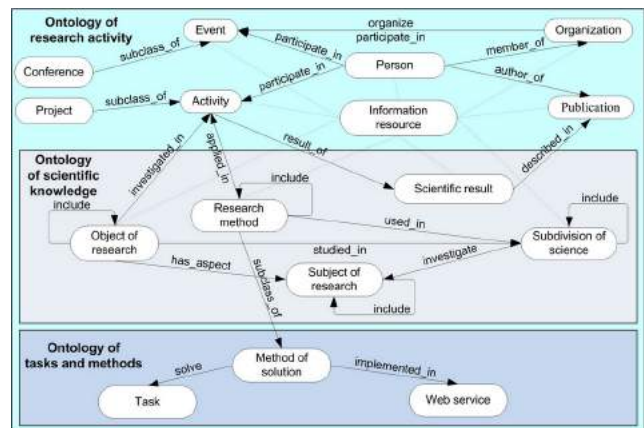 Ontology of
research activity
Event
organize
participate_in
Organization
subclass_of
participate_in
member_of
Conference
Person
participate_in
author_of
Project
subclass_of
Activity
Information
resource
Publication
investigated_in
applied_in
result_of
described_in
Ontology
of scientific
knowledge
include
Scientific result
include
include
Research
method
used_in
Object of
research
studied_in
Subdivision of
science
has_aspect
subclass_of
Subject of
research
investigate
include
Ontology of
tasks and methods
Method of
solution
solve
implemented_in
Task
Web service